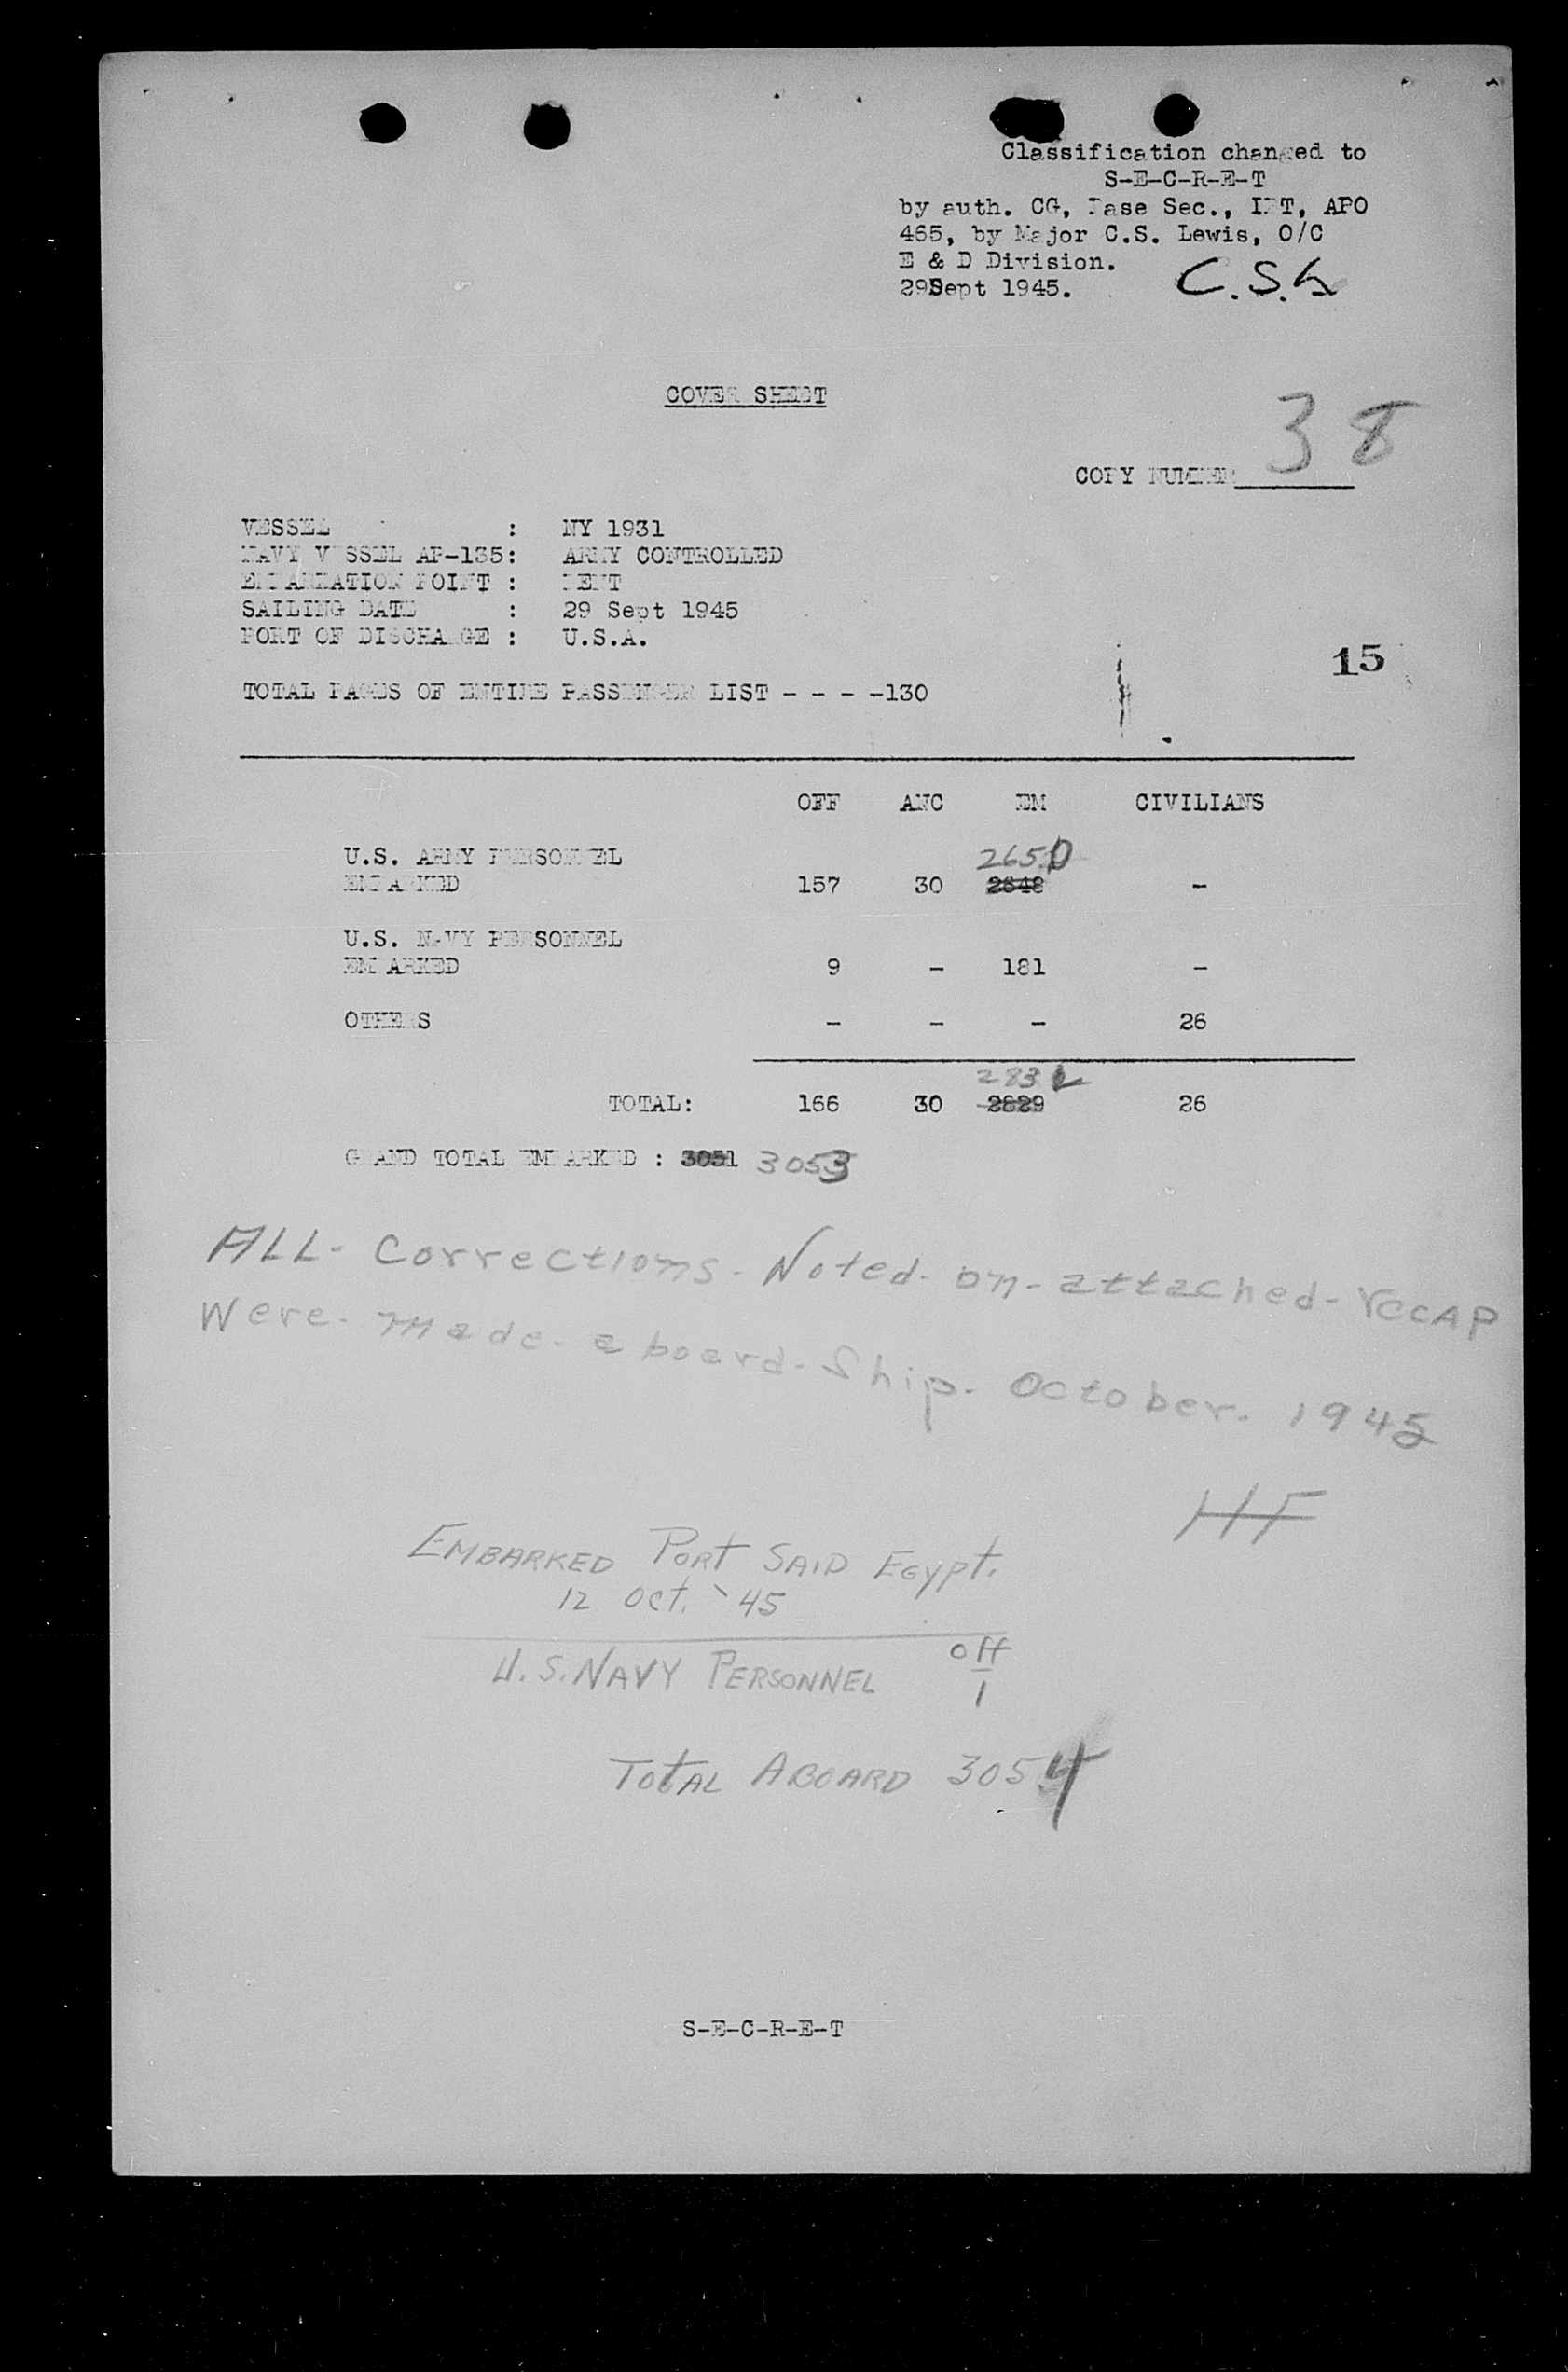 Classification changed to
S-E-C-R-E-T
by auth. CG, Base Sec., IBT, APO
465, by Major C.S. Lewis, O/C
E & D Division.
29Sept 1945. C.S.L
COVER SHEET
COPY NUMBER 38
VESSEL : NY 1931
NAVY VESSEL AP-135: ARMY CONTROLLED
EMBARKATION POINT :
SAILING DATE : 29 Sept 1945
PORT OF DISCHARGE : U.S.A.
15
TOTAL PAGES OF ENTIRE PASSENGER LIST - - - -130
OFF ANC EM CIVILIANS
U.S. ARMY PERSONNEL 2650
EMBARKED 157 30 2648 -
U.S. NAVY PERSONNEL
EMBARKED 9 - 181 -
OTHERS - - - 26
2831
TOTAL: 166 30 2829 26
GRAND TOTAL EMBARKED : 3051 3053
ALL- Corrections- Noted- on- attached- recap
Were- made- aboard- Ship- October- 1945
HF
EMBARKED PORT SAID EGYPT.
12 Oct. '45
off
U.S. NAVY PERSONNEL 1
TOTAL ABOARD 3054
S-E-C-R-E-T